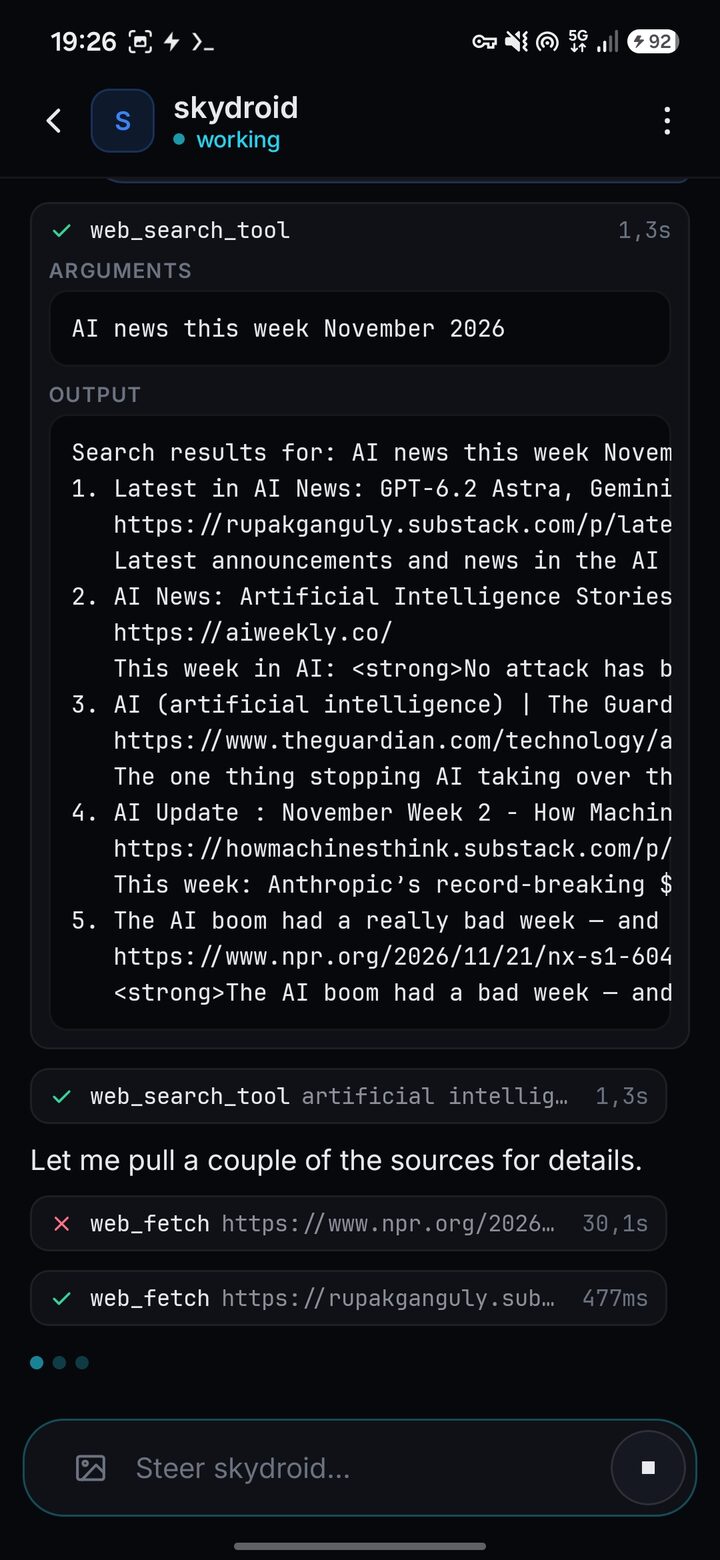 19:26
5G
92
S
skydroid
working
web_search_tool 1,3s
ARGUMENTS
AI news this week November 2026
OUTPUT
Search results for: AI news this week Novem
1. Latest in AI News: GPT-6.2 Astra, Gemini
https://rupakganguly.substack.com/p/late
Latest announcements and news in the AI
2. AI News: Artificial Intelligence Stories
https://aiweekly.co/
This week in AI: <strong>No attack has b
3. AI (artificial intelligence) | The Guard
https://www.theguardian.com/technology/a
The one thing stopping AI taking over th
4. AI Update : November Week 2 - How Machin
https://howmachinesthink.substack.com/p/
This week: Anthropic’s record-breaking $
5. The AI boom had a really bad week — and
https://www.npr.org/2026/11/21/nx-s1-604
<strong>The AI boom had a bad week — and
web_search_tool artificial intellig… 1,3s
Let me pull a couple of the sources for details.
web_fetch https://www.npr.org/2026… 30,1s
web_fetch https://rupakganguly.sub… 477ms
Steer skydroid...